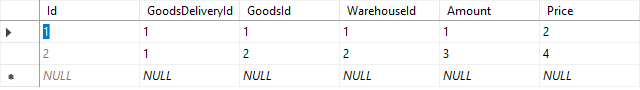 Id GoodsDeliveryId GoodsId WarehouseId Amount Price
1 1 1 1 1 2
2 1 2 2 3 4
NULL NULL NULL NULL NULL NULL